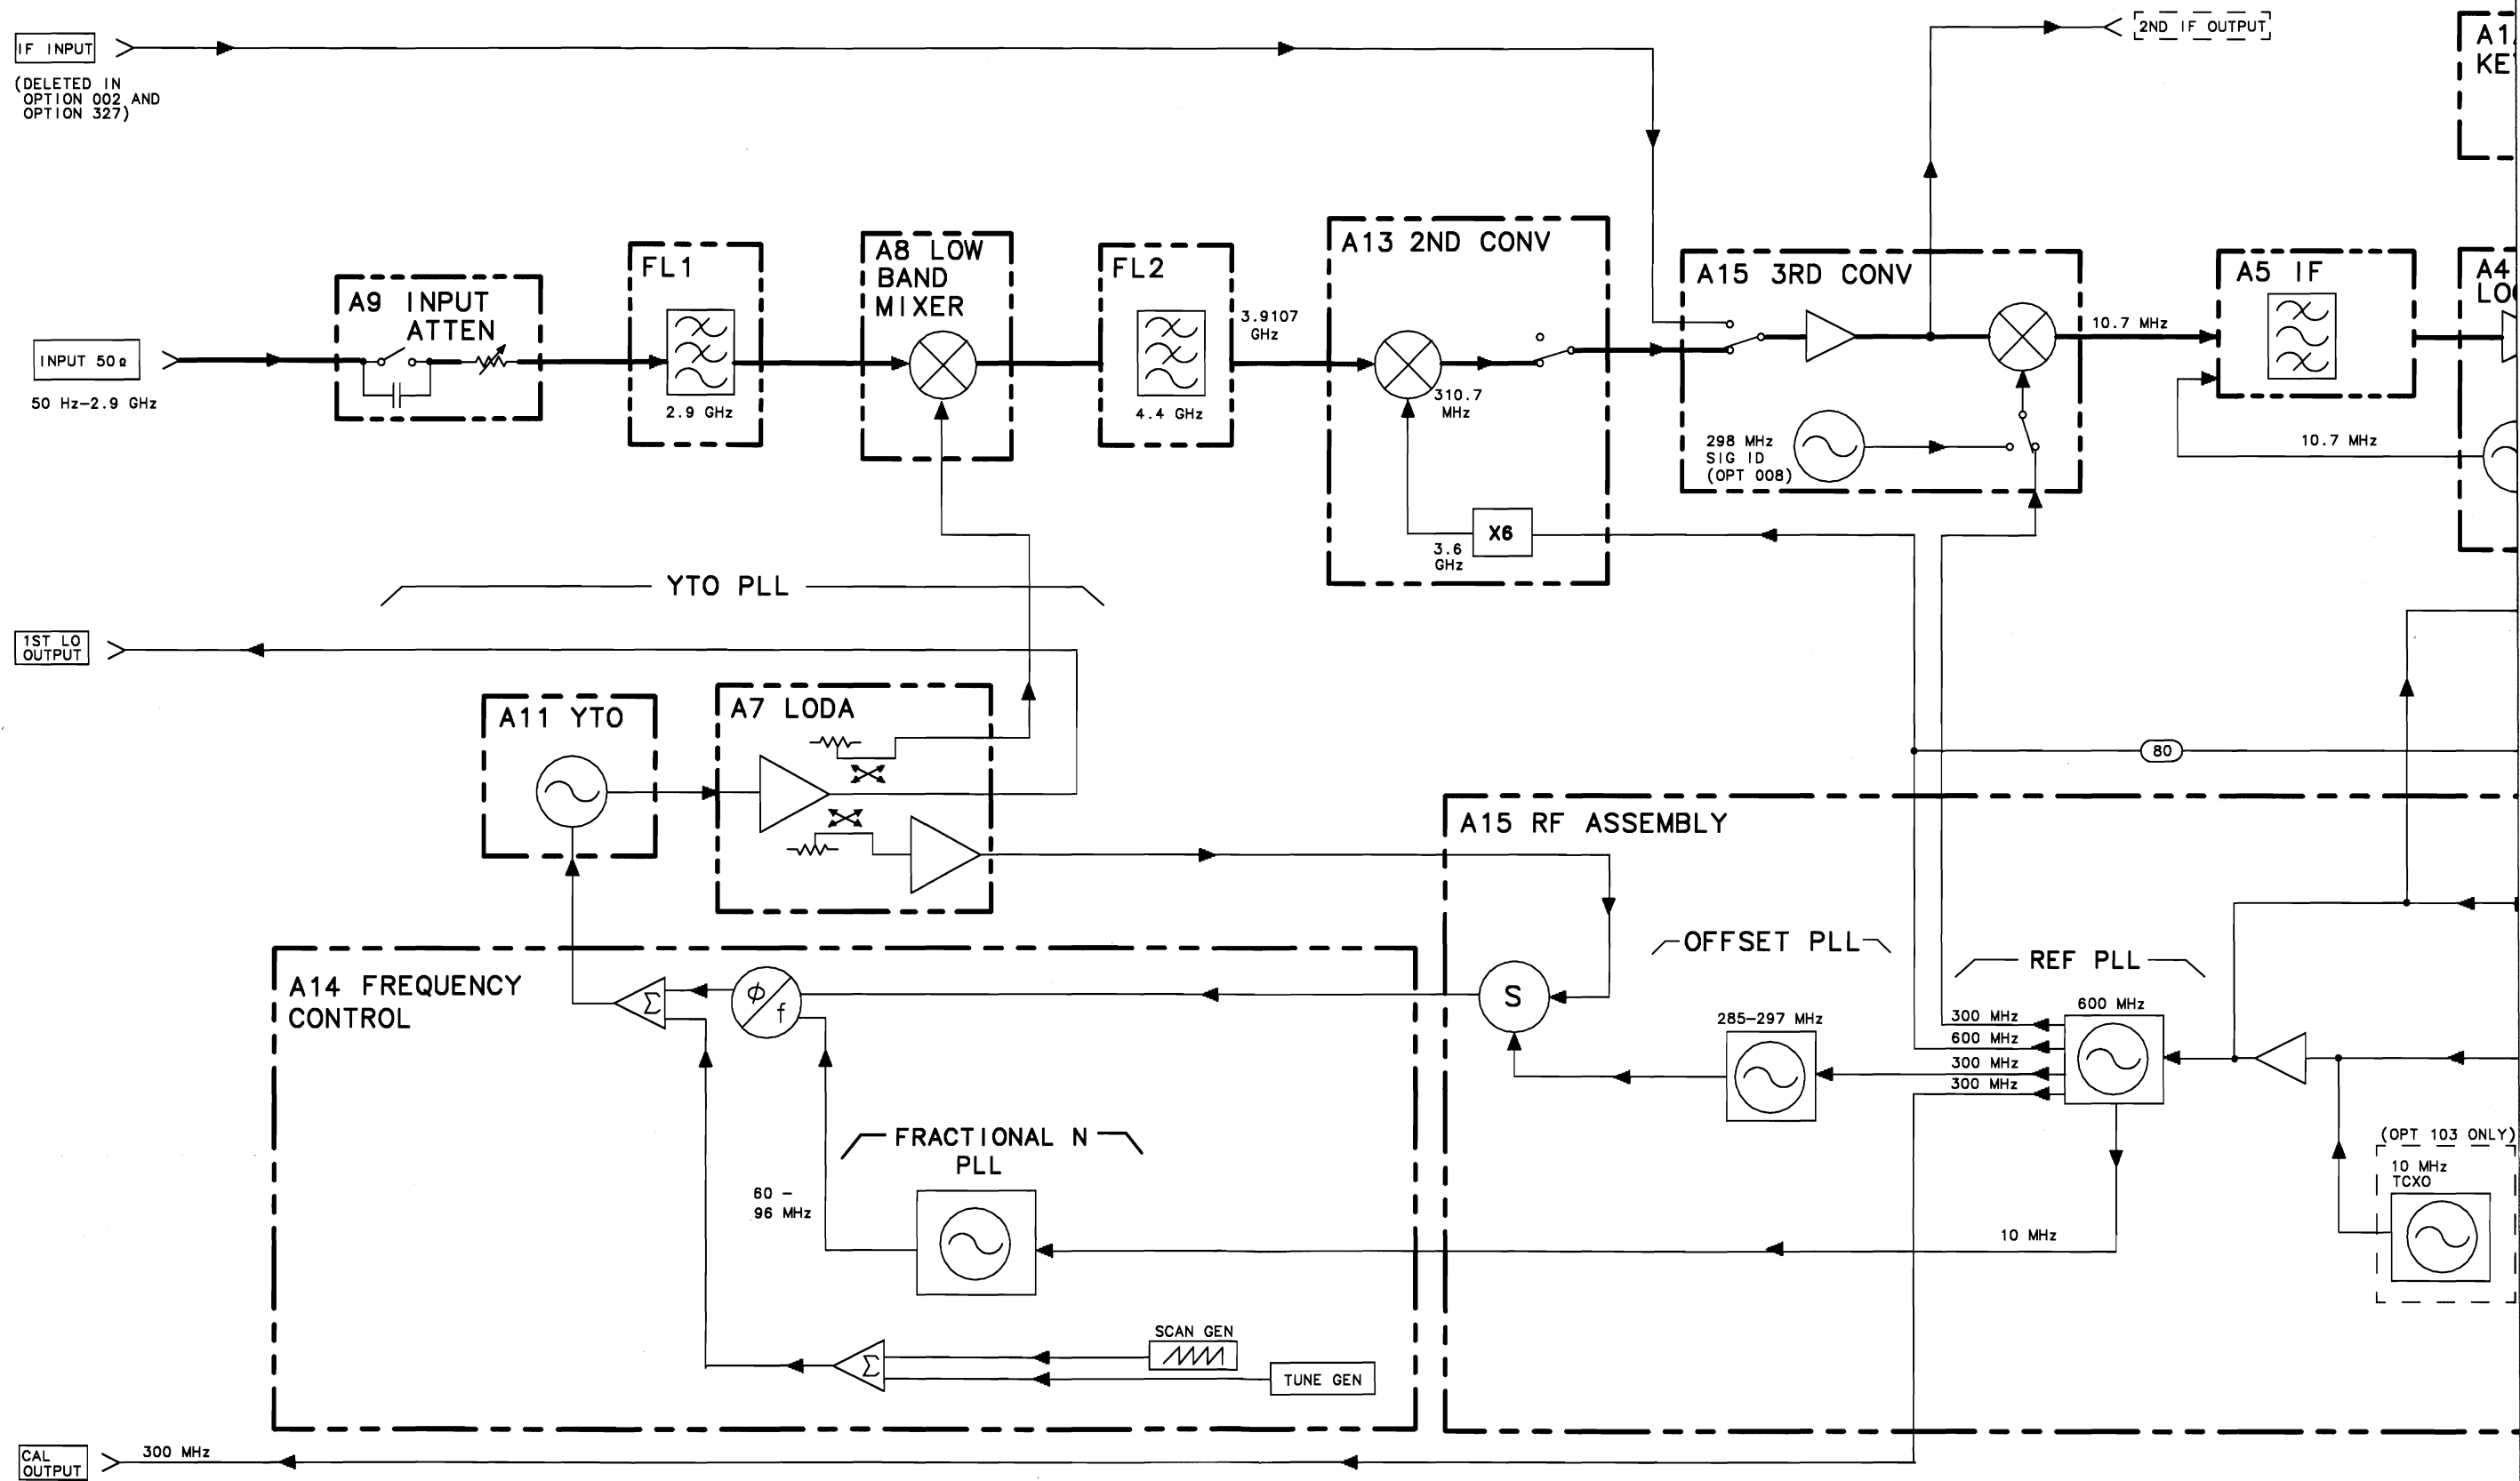 IF INPUT
(DELETED IN
OPTION 002 AND
OPTION 327)
2ND IF OUTPUT
INPUT 50Ω
50 Hz-2.9 GHz
A9 INPUT
ATTEN
FL1
2.9 GHz
A8 LOW
BAND
MIXER
FL2
4.4 GHz
3.9107
GHz
A13 2ND CONV
310.7
MHz
X6
3.6
GHz
A15 3RD CONV
298 MHz
SIG ID
(OPT 008)
10.7 MHz
A5 IF
10.7 MHz
A4
YTO PLL
1ST LO
OUTPUT
A11 YTO
A7 LODA
80
A15 RF ASSEMBLY
A14 FREQUENCY
CONTROL
Σ
φ
f
S
OFFSET PLL
285-297 MHz
REF PLL
600 MHz
300 MHz
600 MHz
300 MHz
300 MHz
FRACTIONAL N
PLL
60 -
96 MHz
10 MHz
(OPT 103 ONLY)
10 MHz
TCXO
SCAN GEN
Σ
TUNE GEN
CAL
OUTPUT
300 MHz